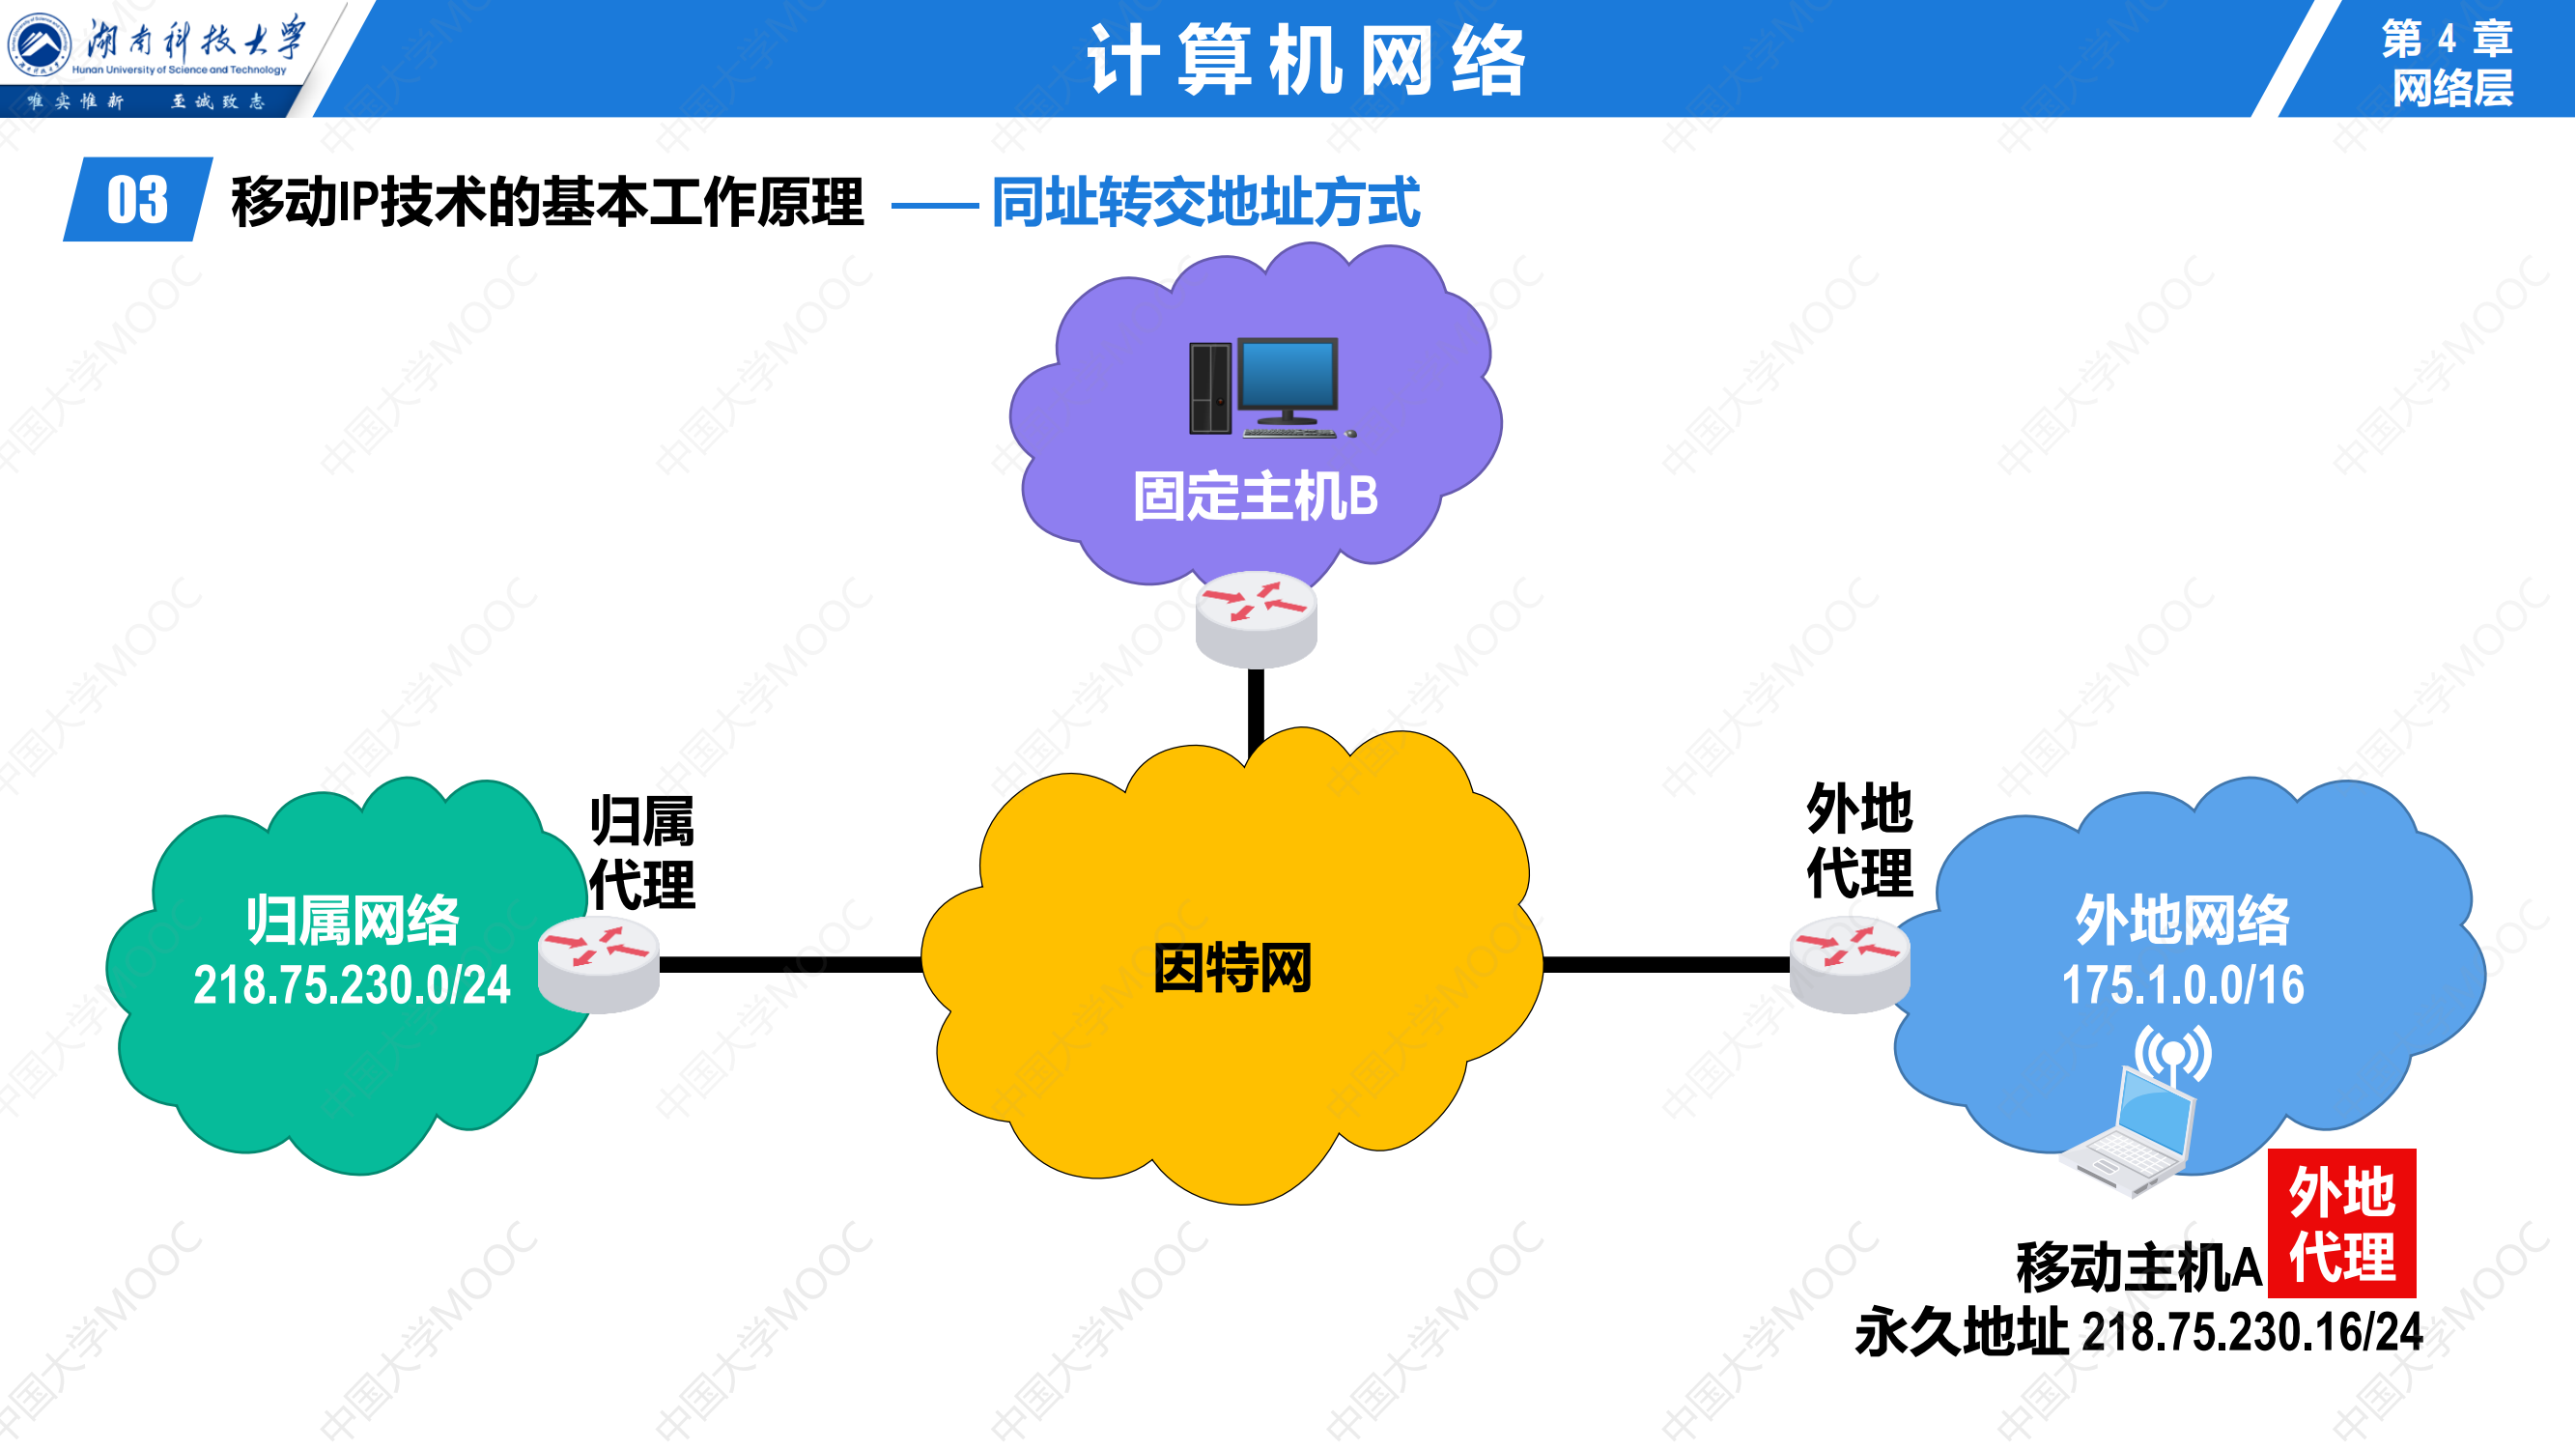 湖南科技大学
Hunan University of Science and Technology
唯实惟新 至诚致志
计算机网络
第 4 章
网络层
03 移动IP技术的基本工作原理 —— 同址转交地址方式
固定主机B
归属
代理
归属网络
218.75.230.0/24
因特网
外地
代理
外地网络
175.1.0.0/16
外地
代理
移动主机A
永久地址 218.75.230.16/24
中国大学MOOC